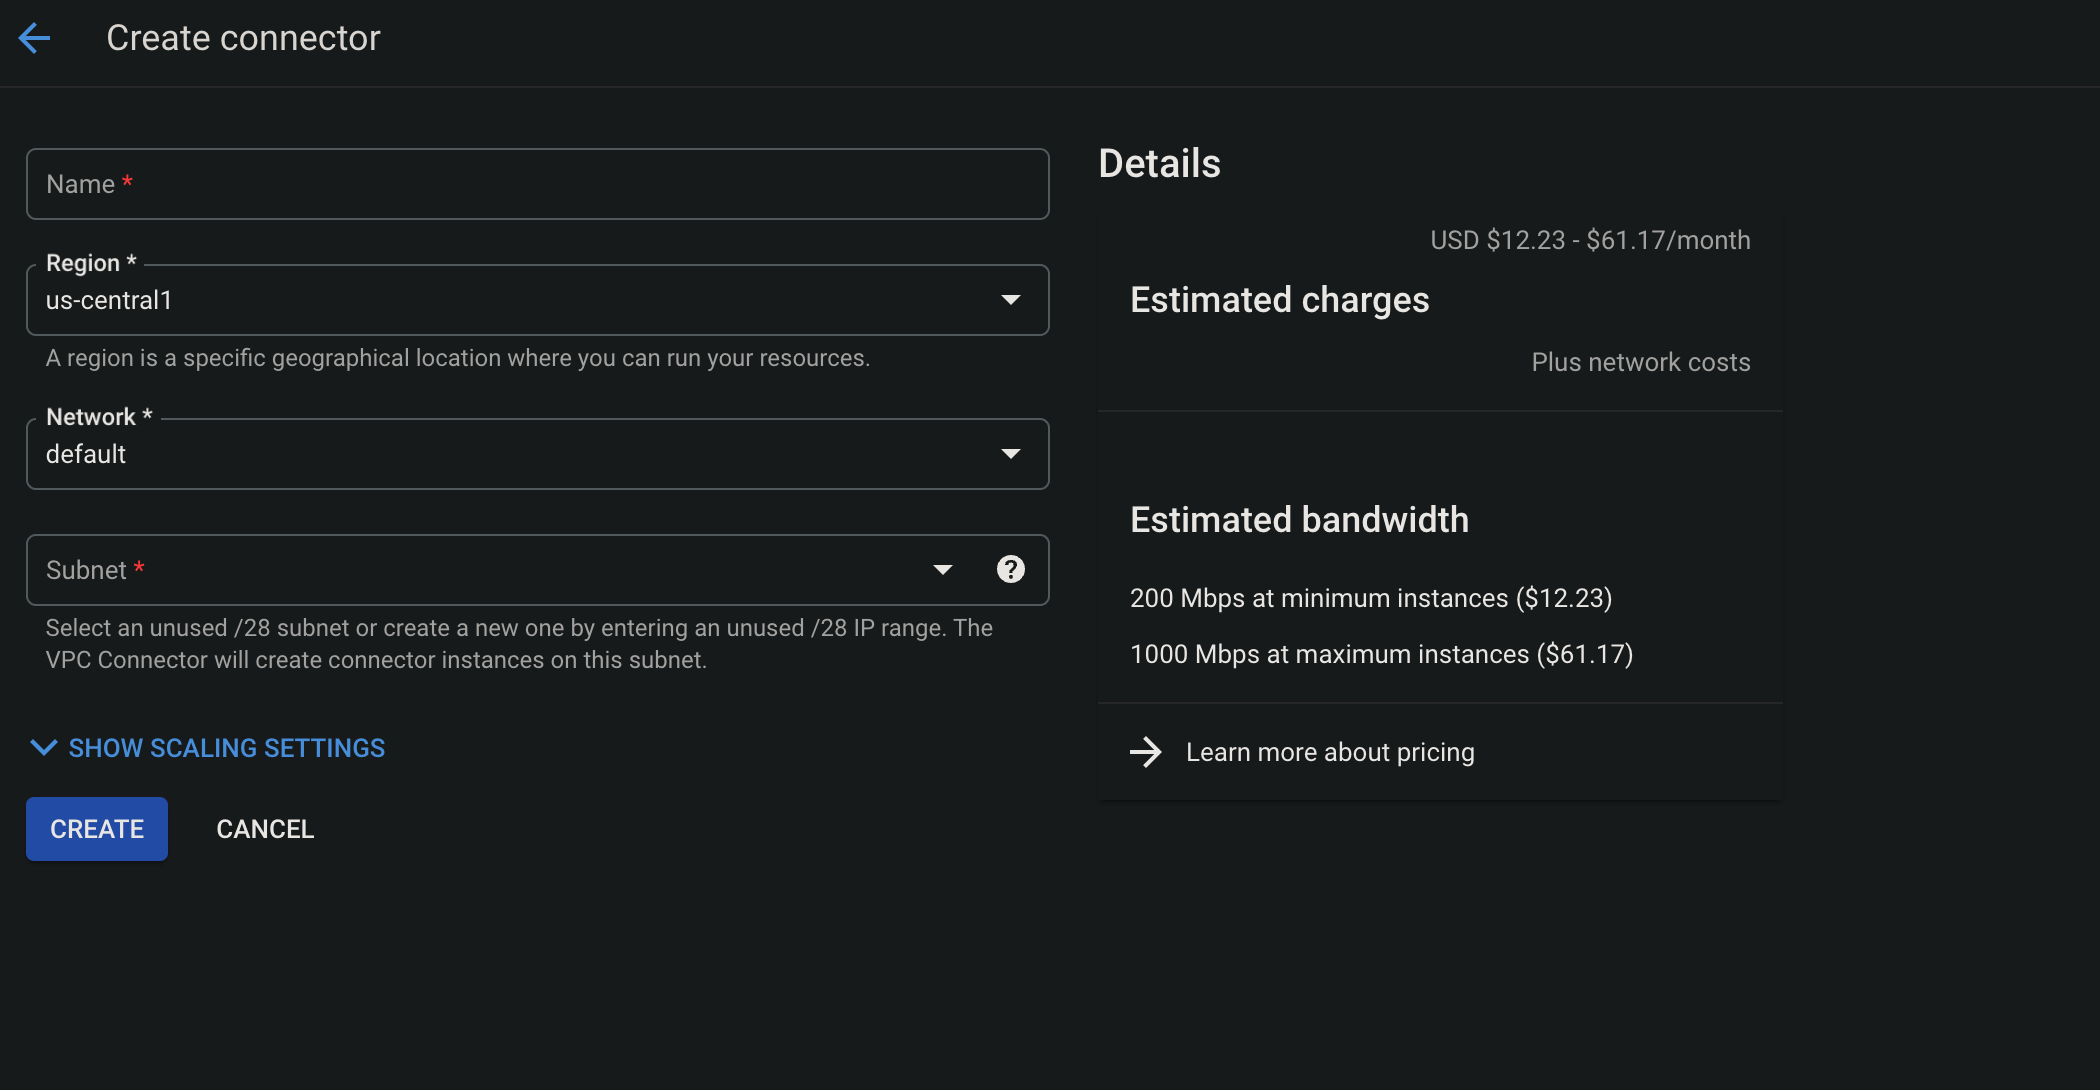 Create connector
Name *
Region *
us-central1
A region is a specific geographical location where you can run your resources.
Network *
default
Subnet *
Select an unused /28 subnet or create a new one by entering an unused /28 IP range. The
VPC Connector will create connector instances on this subnet.
SHOW SCALING SETTINGS
CREATE
CANCEL
Details
USD $12.23 - $61.17/month
Estimated charges
Plus network costs
Estimated bandwidth
200 Mbps at minimum instances ($12.23)
1000 Mbps at maximum instances ($61.17)
Learn more about pricing